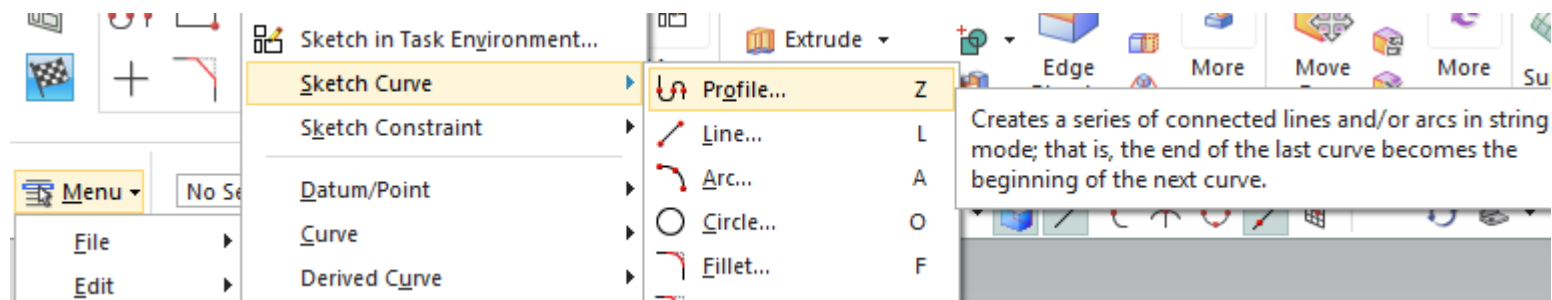 Sketch in Task Environment...
Extrude
Sketch Curve
Profile... Z
Edge
More
Move
More
Su
Creates a series of connected lines and/or arcs in string
mode; that is, the end of the last curve becomes the
beginning of the next curve.
Sketch Constraint
Line... L
Menu
No Se
Datum/Point
Arc... A
File
Curve
Circle... O
Edit
Derived Curve
Fillet... F